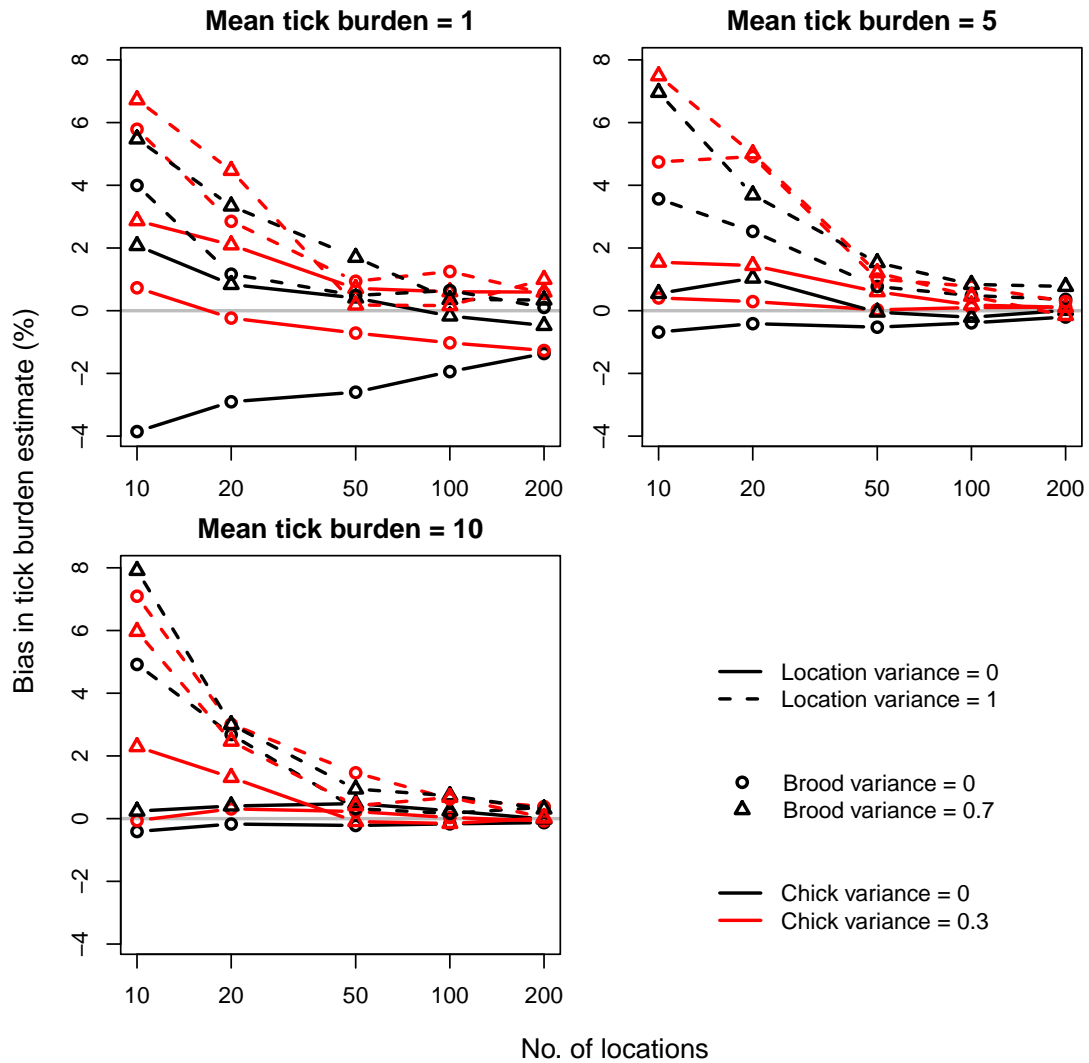 Mean tick burden = 1
Mean tick burden = 5
8
6
4
2
0
−2
−4
10 20 50 100 200
8
6
4
2
0
−2
−4
10 20 50 100 200
Mean tick burden = 10
8
6
4
2
0
−2
−4
10 20 50 100 200
Location variance = 0
Location variance = 1
Brood variance = 0
Brood variance = 0.7
Chick variance = 0
Chick variance = 0.3
Bias in tick burden estimate (%)
No. of locations